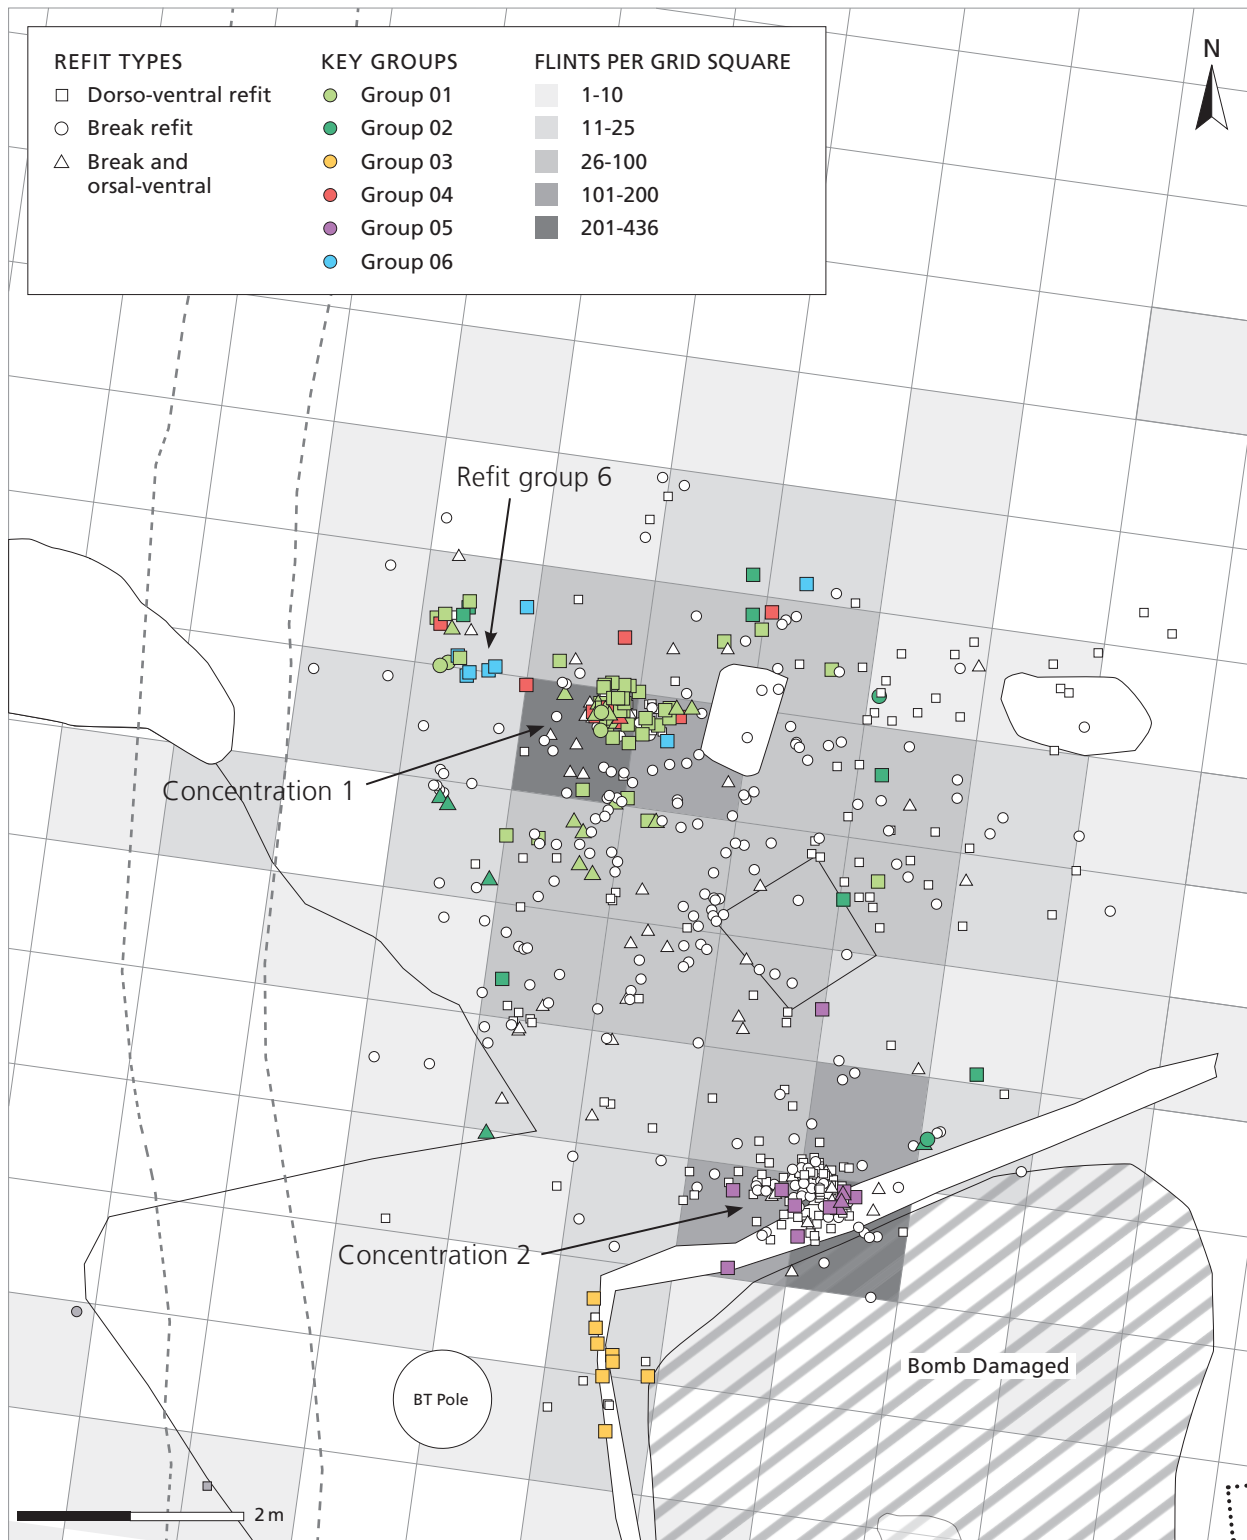 N
REFIT TYPES
Dorso-ventral refit
Break refit
Break and
orsal-ventral
KEY GROUPS
Group 01
Group 02
Group 03
Group 04
Group 05
Group 06
FLINTS PER GRID SQUARE
1-10
11-25
26-100
101-200
201-436
Refit group 6
Concentration 1
Concentration 2
Bomb Damaged
BT Pole
2 m